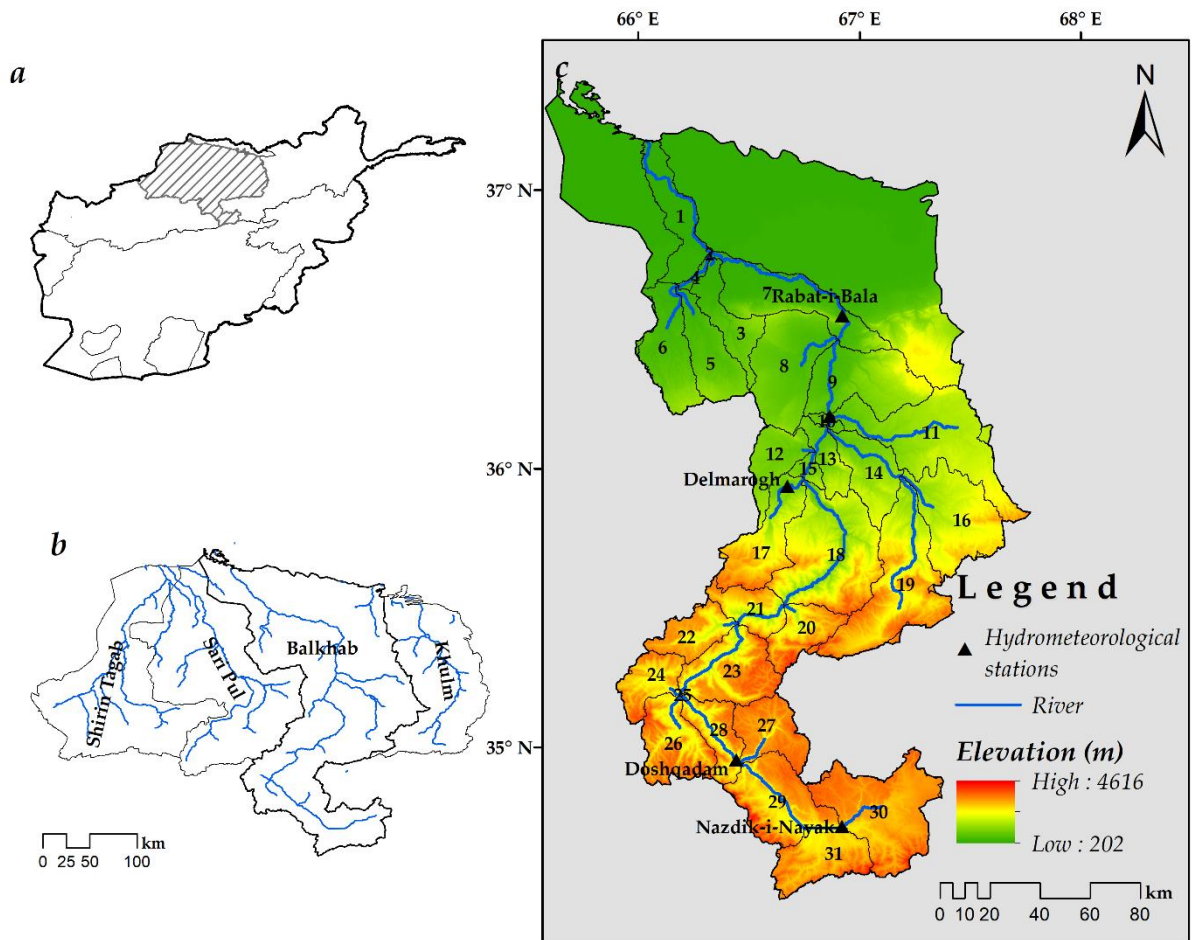 a
b
Shirin Tagab
Sari Pul
Balkhab
Khulm
0 25 50 100
km
66° E
67° E
68° E
c
N
37° N
36° N
35° N
1
2
4
7
Rabat-i-Bala
3
6
5
8
9
10
11
12
13
14
15
Delmarogh
16
17
18
19
21
20
22
23
24
25
27
28
26
Doshqadam
29
30
Nazdik-i-Nayak
31
Legend
Hydrometeorological
stations
River
Elevation (m)
High : 4616
Low : 202
km
0 10 20 40 60 80